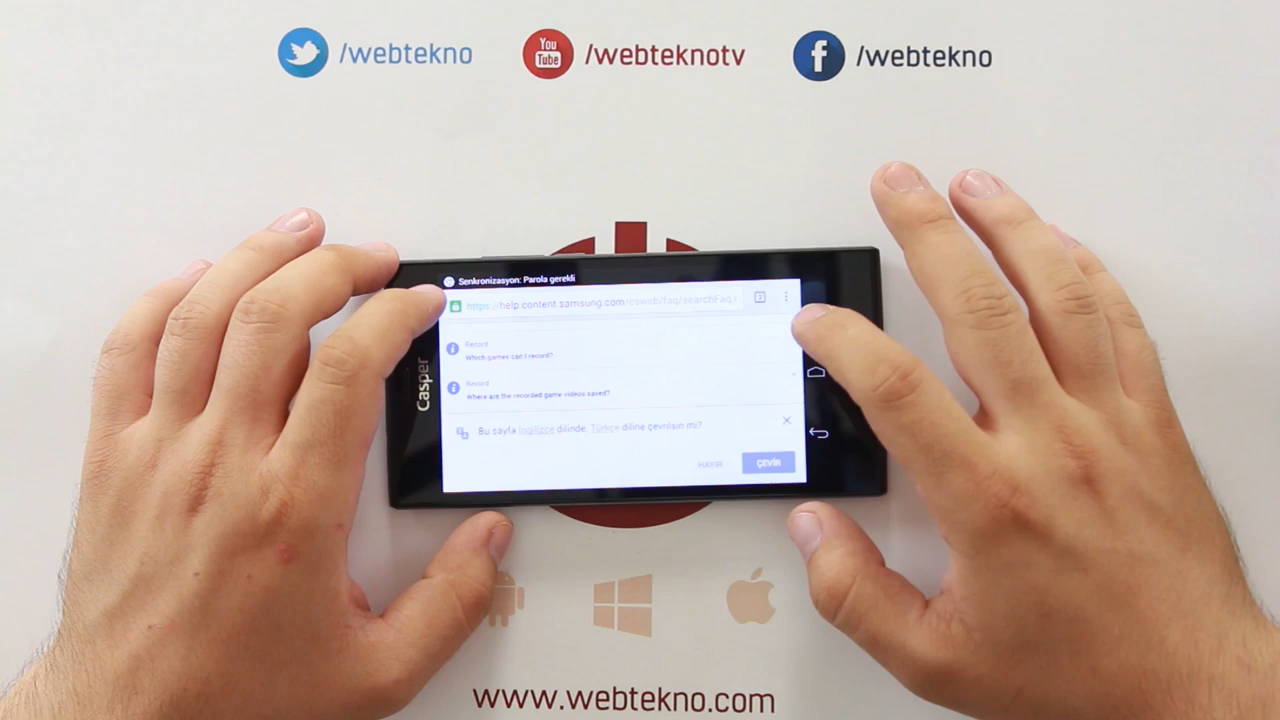 /webtekno
You
Tube
/webteknotv
/webtekno
Senkronizasyon: Parola gerekli
https://help.content.samsung.com/csweb/faq/searchFaq.
Record
Which games can I record?
Record
Where are the recorded game videos saved?
Bu sayfa İngilizce dilinde. Türkçe diline çevrilsin mi?
HAYIR
ÇEVİR
Casper
www.webtekno.com